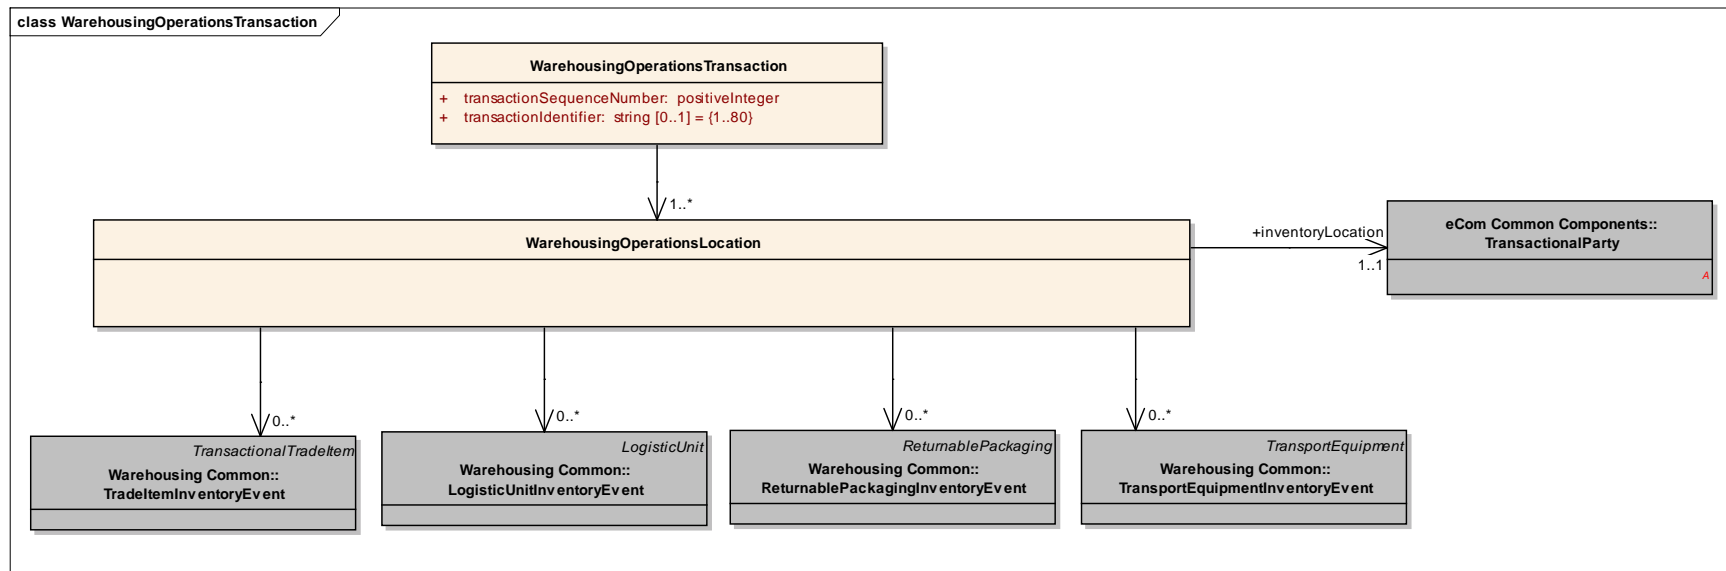 class WarehousingOperationsTransaction
WarehousingOperationsTransaction
+ transactionSequenceNumber: positiveInteger
+ transactionIdentifier: string [0..1] = {1..80}
1..*
WarehousingOperationsLocation
+inventoryLocation
1..1
eCom Common Components::
TransactionalParty
A
0..*
0..*
0..*
0..*
TransactionalTradeItem
Warehousing Common::
TradeItemInventoryEvent
LogisticUnit
Warehousing Common::
LogisticUnitInventoryEvent
ReturnablePackaging
Warehousing Common::
ReturnablePackagingInventoryEvent
TransportEquipment
Warehousing Common::
TransportEquipmentInventoryEvent